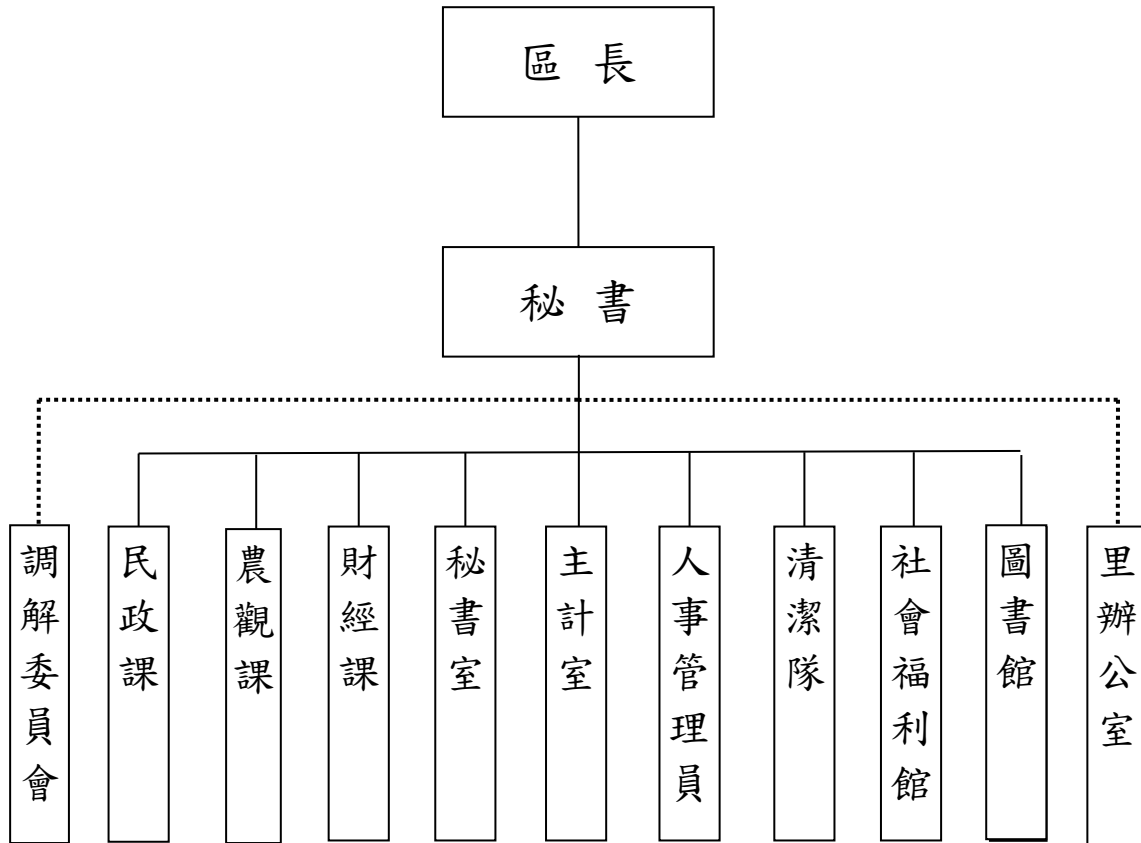 區長
秘書
調解委員會
民政課
農觀課
財經課
秘書室
主計室
人事管理員
清潔隊
社會福利館
圖書館
里辦公室